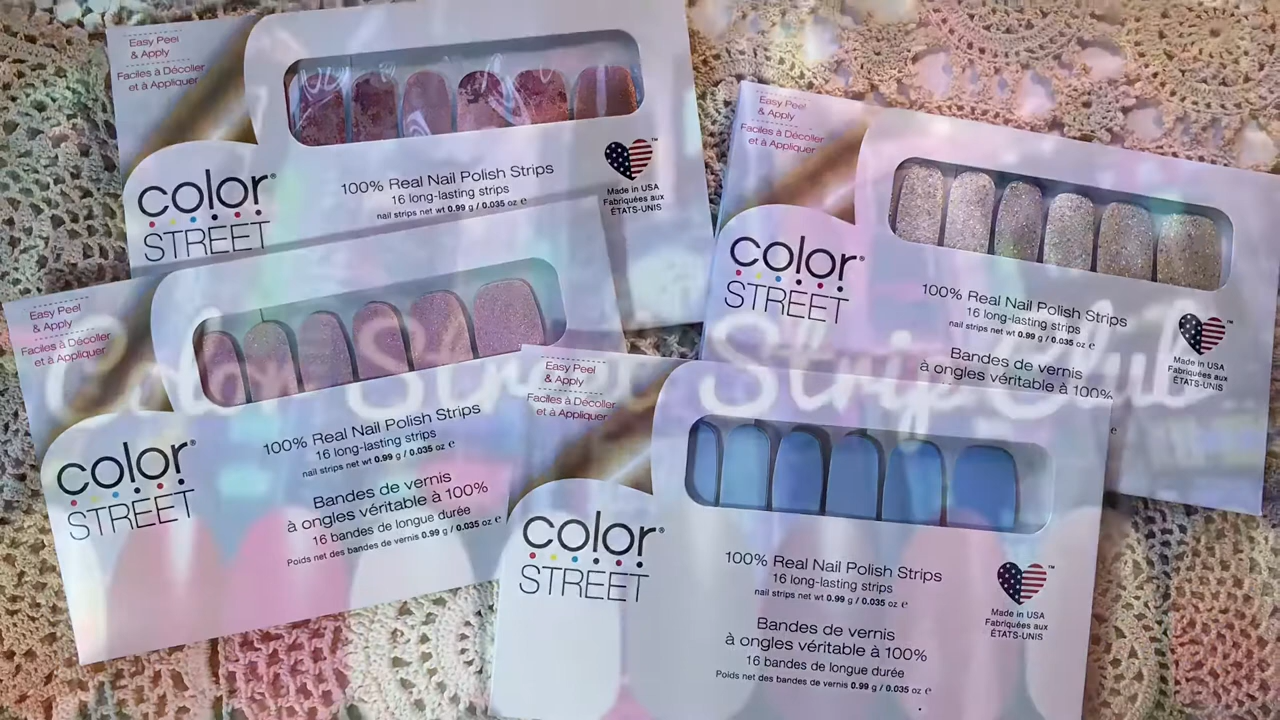 Easy Peel
& Apply
Faciles à Décoller
et à Appliquer
color®
STREET
100% Real Nail Polish Strips
16 long-lasting strips
nail strips net wt 0.99 g / 0.035 oz e
™
Made in USA
Fabriquées aux
ÉTATS-UNIS
Easy Peel
& Apply
Faciles à Décoller
et à Appliquer
color®
STREET
100% Real Nail Polish Strips
16 long-lasting strips
nail strips net wt 0.99 g / 0.035 oz e
Bandes de vernis
à ongles véritable à 100%
e
™
Made in USA
Fabriquées aux
ÉTATS-UNIS
Easy Peel
& Apply
Faciles à Décoller
et à Appliquer
color®
STREET
100% Real Nail Polish Strips
16 long-lasting strips
nail strips net wt 0.99 g / 0.035 oz e
Bandes de vernis
à ongles véritable à 100%
16 bandes de longue durée
Poids net des bandes de vernis 0.99 g / 0.035 oz e
Color Street Strip Club
Easy Peel
& Apply
Faciles à Décoller
et à Appliquer
color®
STREET
100% Real Nail Polish Strips
16 long-lasting strips
nail strips net wt 0.99 g / 0.035 oz e
Bandes de vernis
à ongles véritable à 100%
16 bandes de longue durée
Poids net des bandes de vernis 0.99 g / 0.035 oz e
™
Made in USA
Fabriquées aux
ÉTATS-UNIS